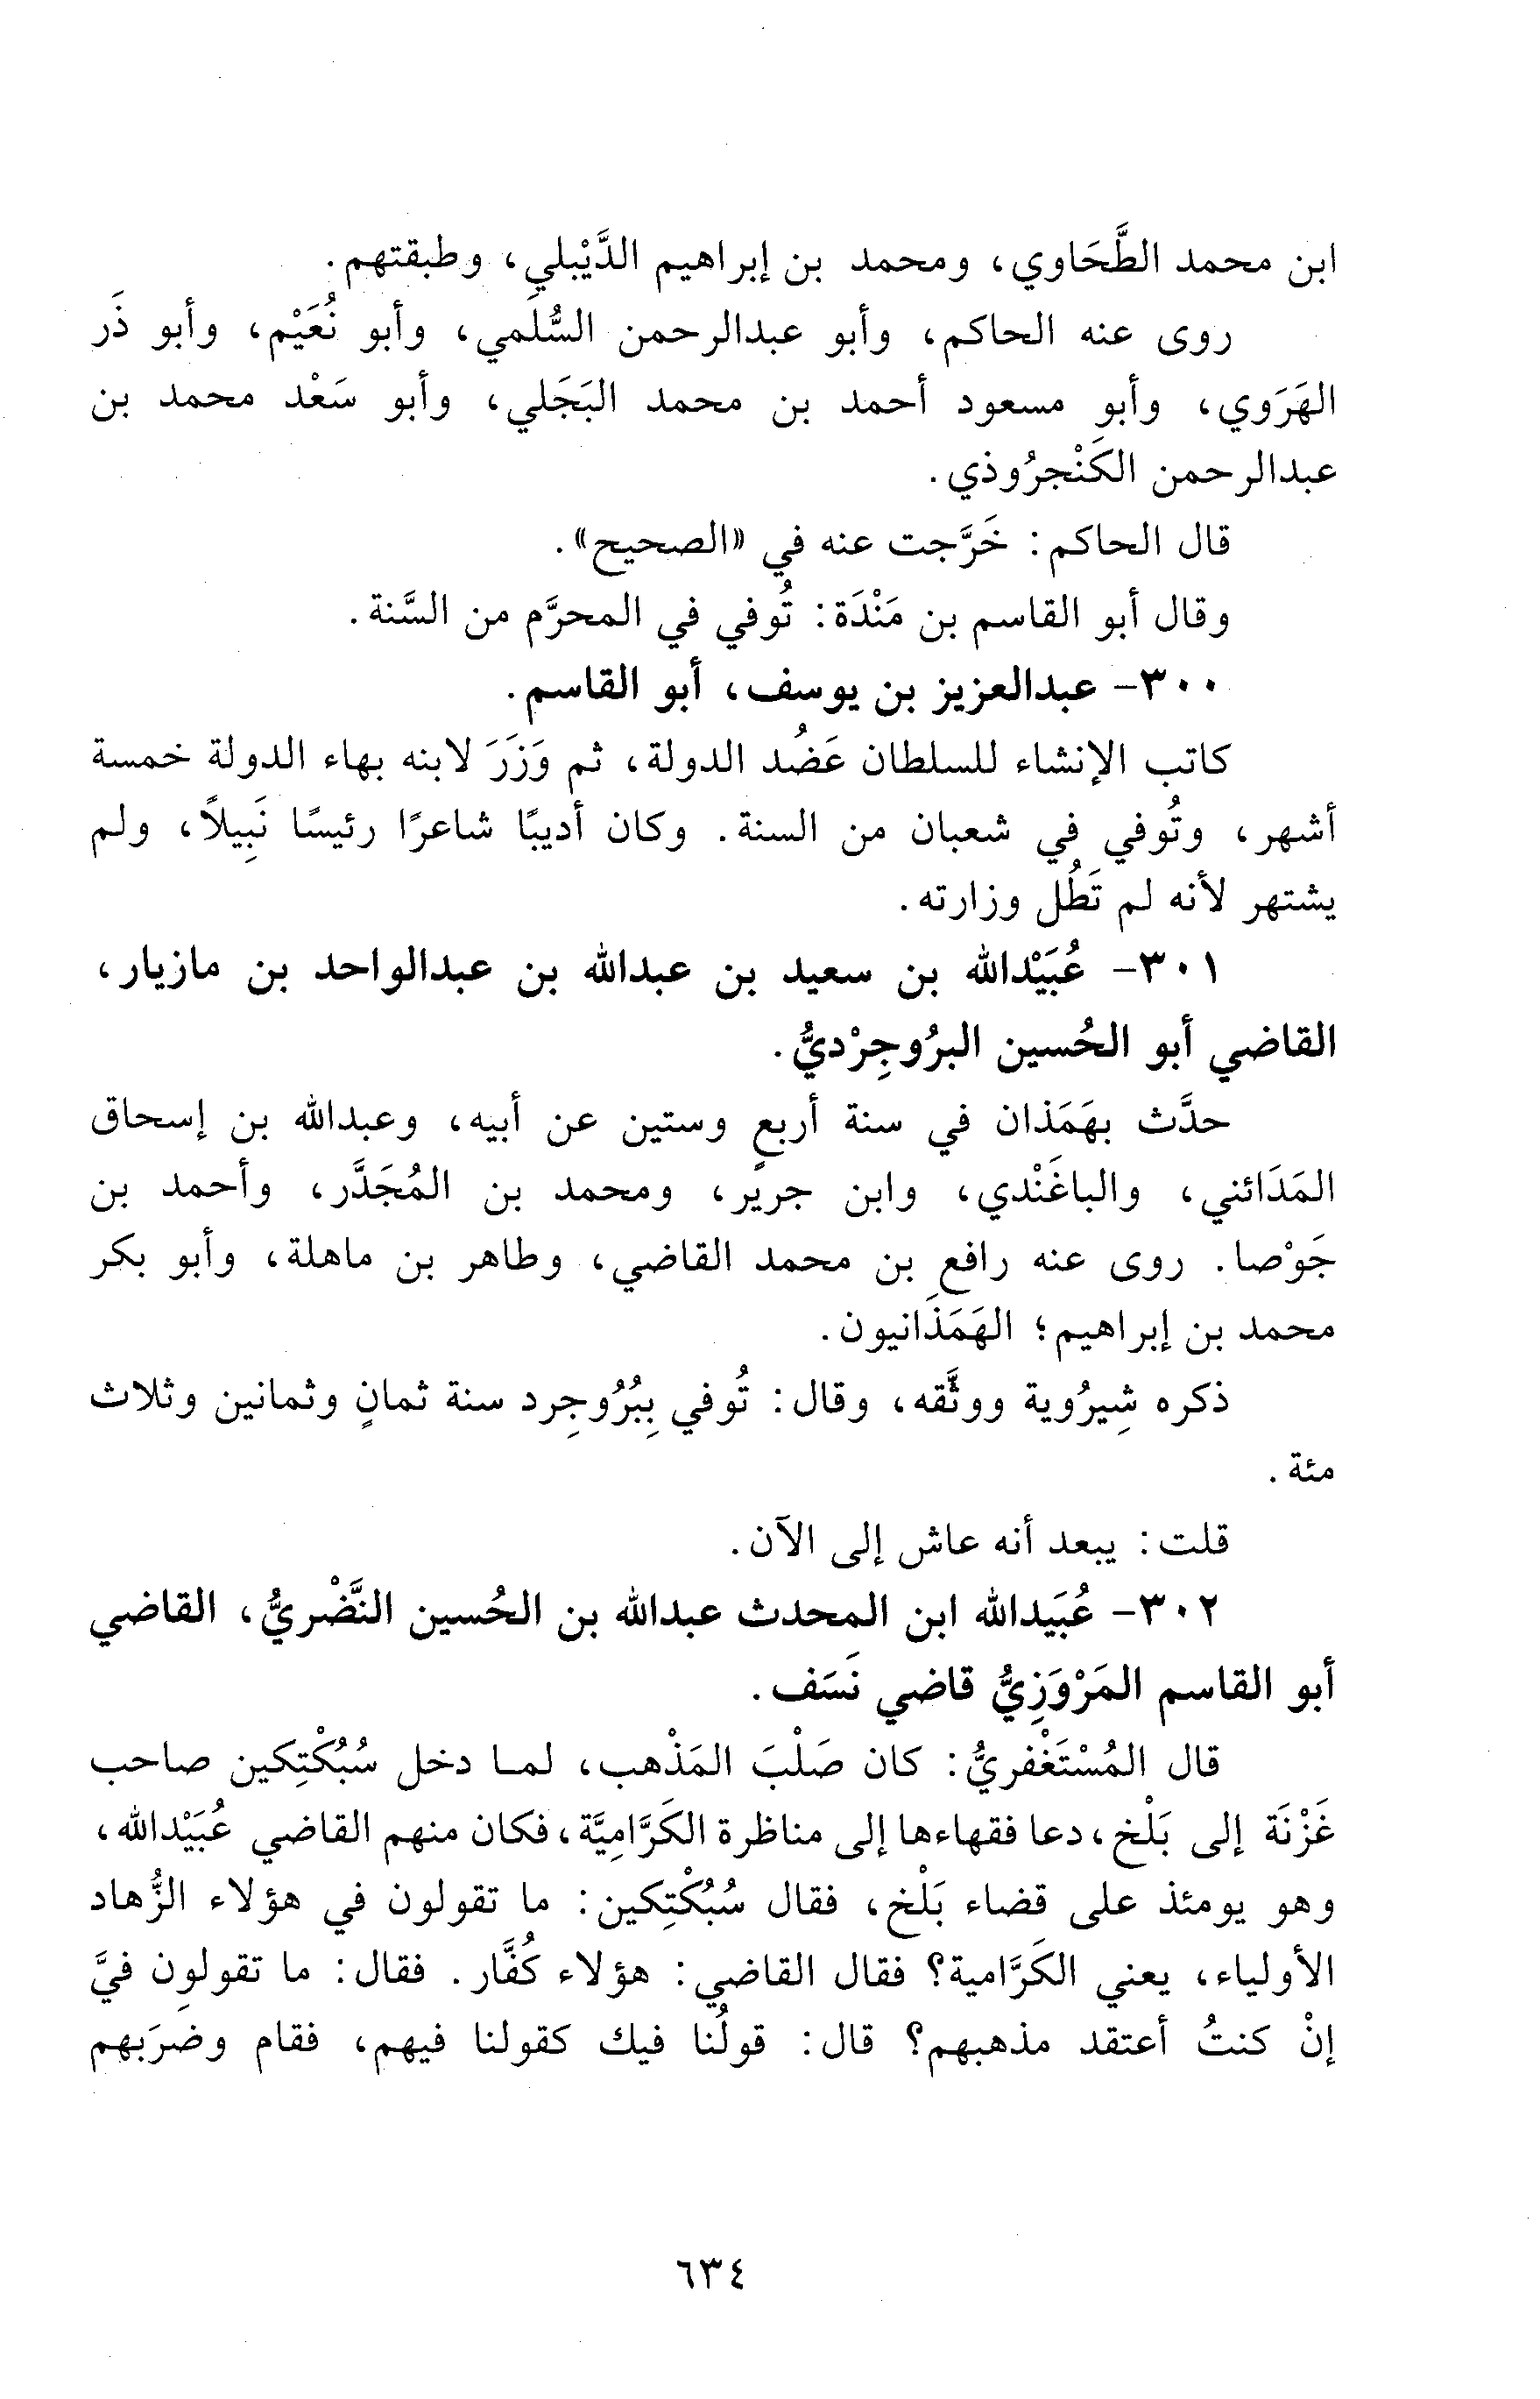 ابن محمد الطَّحَاوي، ومحمد بن إبراهيم الدَّيْبلي، وطبقتهم.
روى عنه الحاكم، وأبو عبدالرحمن السُّلَمي، وأبو نُعَيْم، وأبو ذَر
الهَرَوي، وأبو مسعود أحمد بن محمد البَجَلي، وأبو سَعْد محمد بن
عبدالرحمن الكَنْجرُوذي.
قال الحاكم: خَرَّجت عنه في «الصحيح».
وقال أبو القاسم بن مَنْدَة: تُوفي في المحرَّم من السَّنة.
٣٠٠- عبدالعزيز بن يوسف، أبو القاسم.
كاتب الإنشاء للسلطان عَضُد الدولة، ثم وَزَرَ لابنه بهاء الدولة خمسة
أشهر، وتُوفي في شعبان من السنة. وكان أديبًا شاعرًا رئيسًا نَبِيلاً، ولم
يشتهر لأنه لم تَطُل وزارته.
٣٠١- عُبَيْدالله بن سعيد بن عبدالله بن عبدالواحد بن مازيار،
القاضي أبو الحُسين البرُوجِرْديُّ.
حدَّث بهَمَذان في سنة أربعٍ وستين عن أبيه، وعبدالله بن إسحاق
المَدَائني، والباغَنْدي، وابن جرير، ومحمد بن المُجَدَّر، وأحمد بن
جَوْصا. روى عنه رافع بن محمد القاضي، وطاهر بن ماهلة، وأبو بكر
محمد بن إبراهيم؛ الهَمَذَانيون.
ذكره شِيرُوية ووثَّقه، وقال: تُوفي بِبُرُوجِرد سنة ثمانٍ وثمانين وثلاث
مئة.
قلت: يبعد أنه عاش إلى الآن.
٣٠٢- عُبَيدالله ابن المحدث عبدالله بن الحُسين النَّضْريُّ، القاضي
أبو القاسم المَرْوَزِيُّ قاضي نَسَف.
قال المُسْتَغْفريُّ: كان صَلْبَ المَذْهب، لمـا دخل سُبُكْتِكين صاحب
غَزْنَة إلى بَلْخ، دعا فقهاءها إلى مناظرة الكَرَّامِيَّة، فكان منهم القاضي عُبَيْدالله،
وهو يومئذ على قضاء بَلْخ، فقال سُبُكْتِكين: ما تقولون في هؤلاء الزُّهاد
الأولياء، يعني الكَرَّامية؟ فقال القاضي: هؤلاء كُفَّار. فقال: ما تقولونِ فيَّ
إنْ كنتُ أعتقد مذهبهم؟ قال: قولُنا فيك كقولنا فيهم، فقام وضرَبهم
٦٣٤